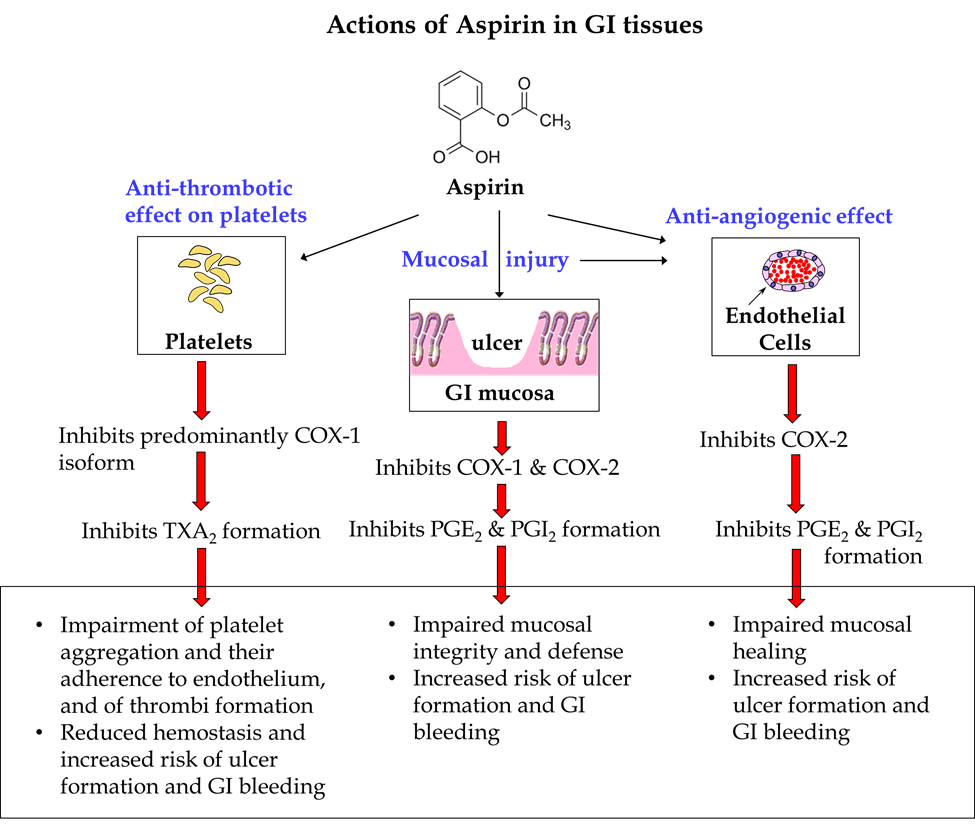 Actions of Aspirin in GI tissues
O
O
CH₃
O
OH
Aspirin
Anti-thrombotic
effect on platelets
Platelets
Inhibits predominantly COX-1
isoform
Inhibits TXA₂ formation
Mucosal injury
ulcer
GI mucosa
Inhibits COX-1 & COX-2
Inhibits PGE₂ & PGI₂ formation
Anti-angiogenic effect
Endothelial
Cells
Inhibits COX-2
Inhibits PGE₂ & PGI₂
formation
• Impairment of platelet
aggregation and their
adherence to endothelium,
and of thrombi formation
• Reduced hemostasis and
increased risk of ulcer
formation and GI bleeding
• Impaired mucosal
integrity and defense
• Increased risk of ulcer
formation and GI
bleeding
• Impaired mucosal
healing
• Increased risk of
ulcer formation and
GI bleeding